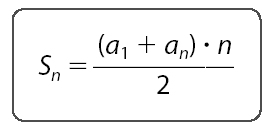 Sₙ = (a₁ + aₙ) · n / 2